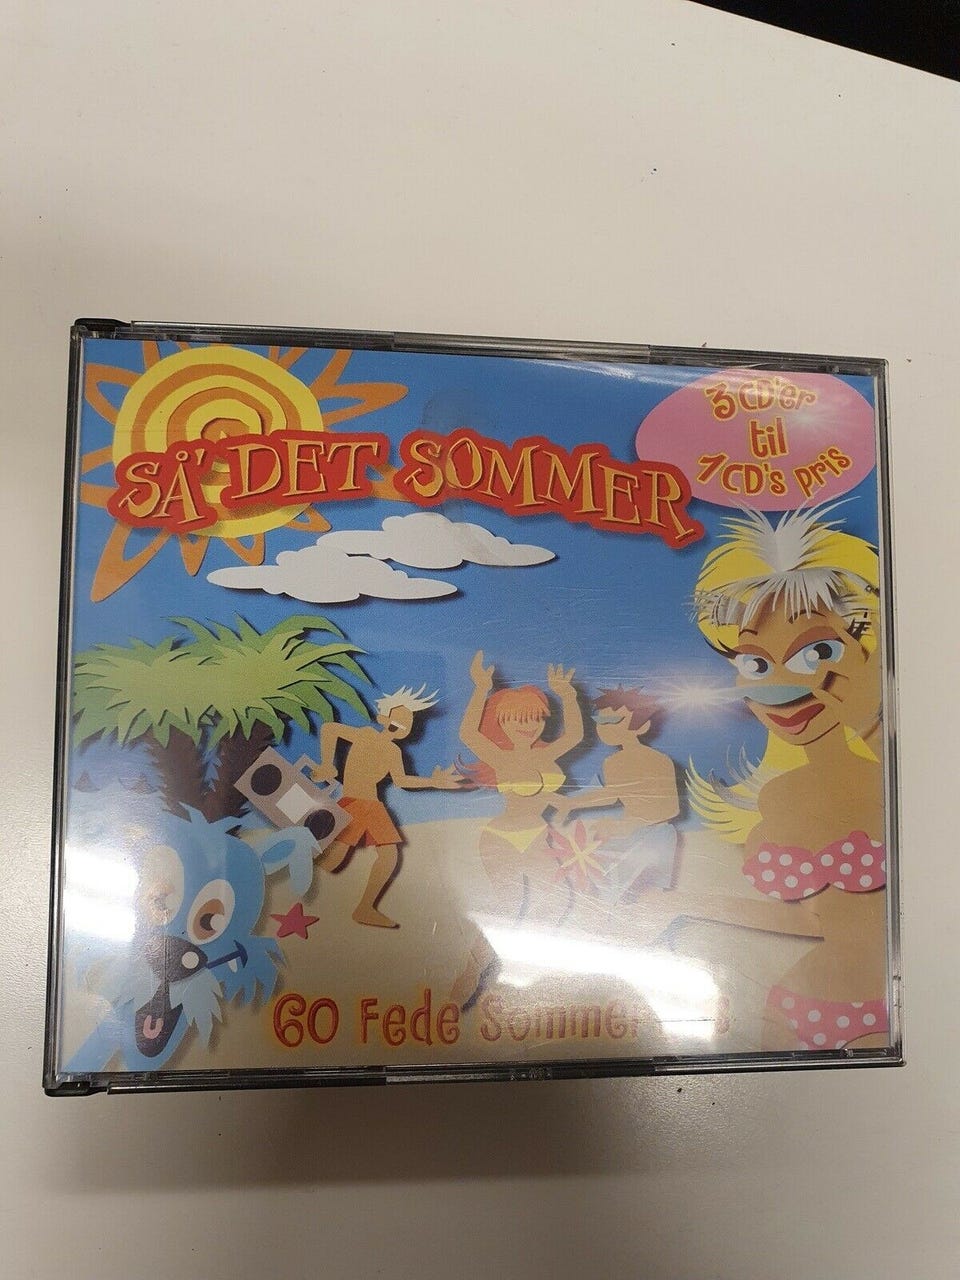 SÅ' DET SOMMER
3 CD'er
til
1 CD's pris
60 Fede